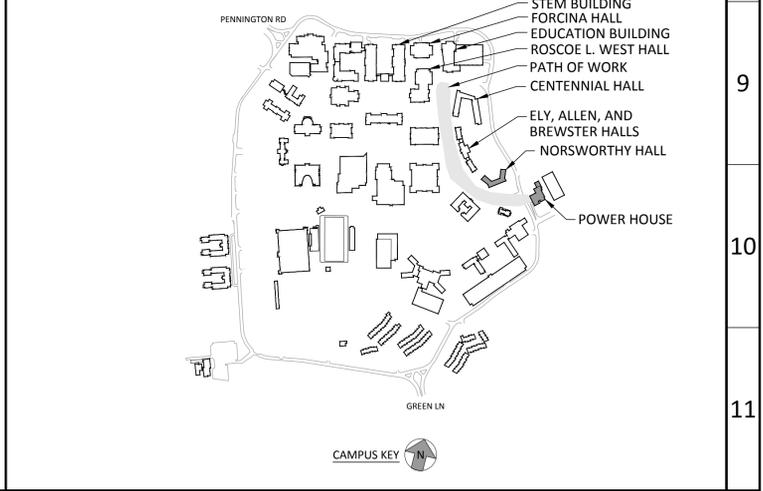 STEM BUILDING
PENNINGTON RD
FORCINA HALL
EDUCATION BUILDING
ROSCOE L. WEST HALL
PATH OF WORK
CENTENNIAL HALL
9
ELY, ALLEN, AND
BREWSTER HALLS
NORSWORTHY HALL
POWER HOUSE
10
GREEN LN
11
CAMPUS KEY
N